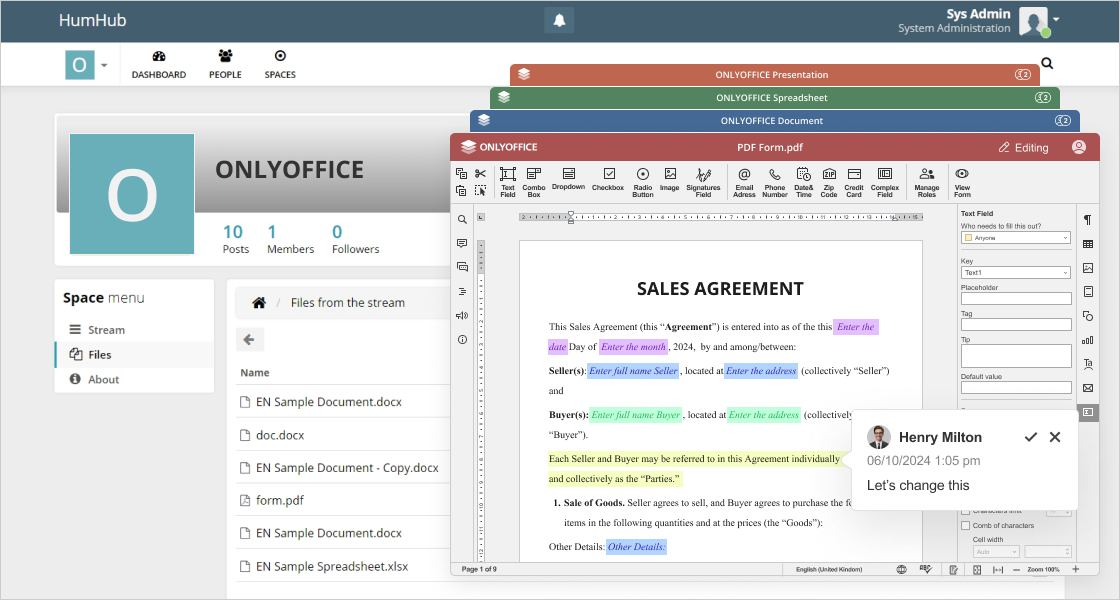 HumHub
Sys Admin
System Administration
O
DASHBOARD
PEOPLE
SPACES
ONLYOFFICE Presentation
2
ONLYOFFICE Spreadsheet
2
ONLYOFFICE Document
2
O
ONLYOFFICE
10
Posts
1
Members
0
Followers
Space menu
Stream
Files
About
/ Files from the stream
Name
EN Sample Document.docx
doc.docx
EN Sample Document - Copy.docx
form.pdf
EN Sample Document.docx
EN Sample Spreadsheet.xlsx
ONLYOFFICE
PDF Form.pdf
Editing
Text
Field
Combo
Box
Dropdown
Checkbox
Radio
Button
Image
Signatures
Field
Email
Adress
Phone
Number
Date&
Time
Zip
Code
Credit
Card
Complex
Field
Manage
Roles
View
Form
SALES AGREEMENT
This Sales Agreement (this “Agreement”) is entered into as of the this Enter the
date Day of Enter the month, 2024, by and among/between:
Seller(s): Enter full name Seller, located at Enter the address (collectively “Seller”)
and
Buyer(s): Enter full name Buyer, located at Enter the address (collectively
“Buyer”).
Each Seller and Buyer may be referred to in this Agreement individually
and collectively as the “Parties.”
1. Sale of Goods. Seller agrees to sell, and Buyer agrees to purchase the fo
items in the following quantities and at the prices (the “Goods”):
Other Details: Other Details:
Text Field
Who needs to fill this out?
Anyone
Key
Text1
Placeholder
Tag
Tip
Default value
Henry Milton
06/10/2024 1:05 pm
Let’s change this
Characters limit
Comb of characters
Cell width
Auto
Page 1 of 9
English (United Kindom)
Zoom 100%